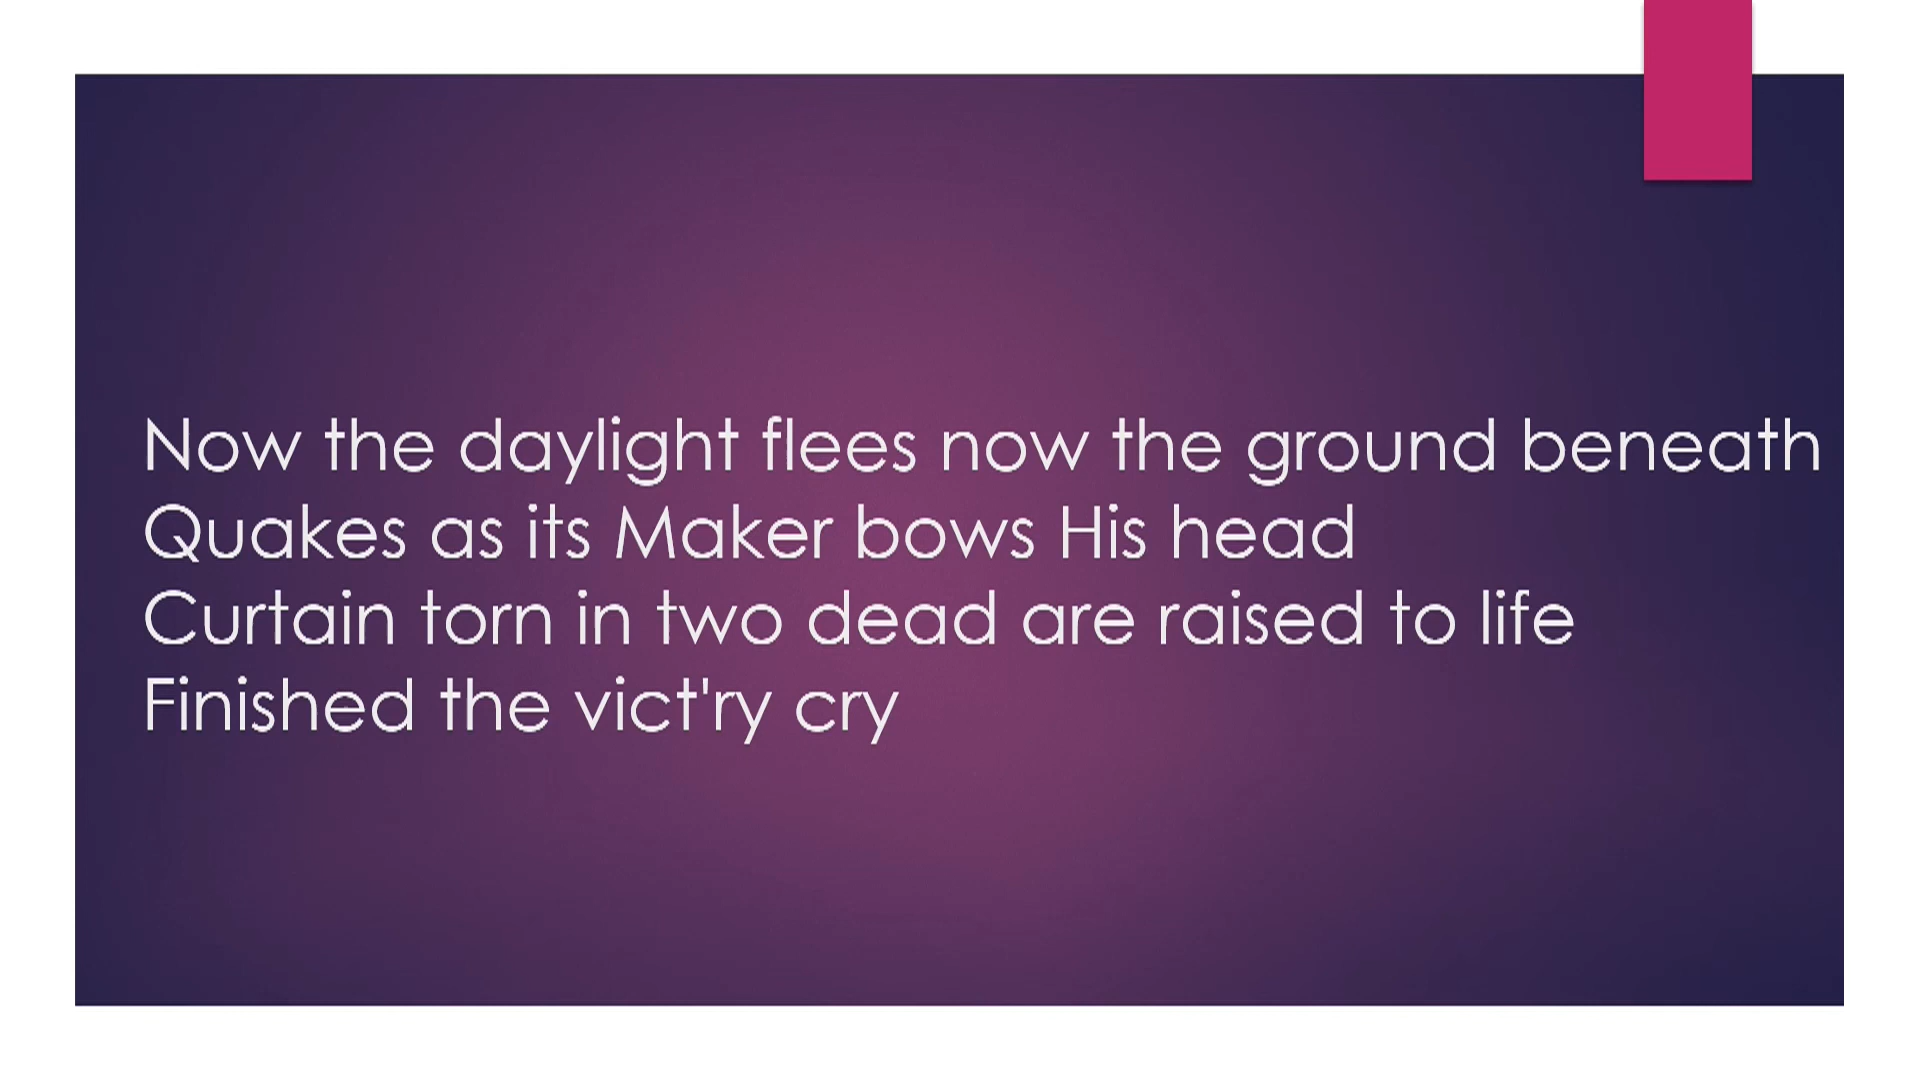 Now the daylight flees now the ground beneath
Quakes as its Maker bows His head
Curtain torn in two dead are raised to life
Finished the vict'ry cry